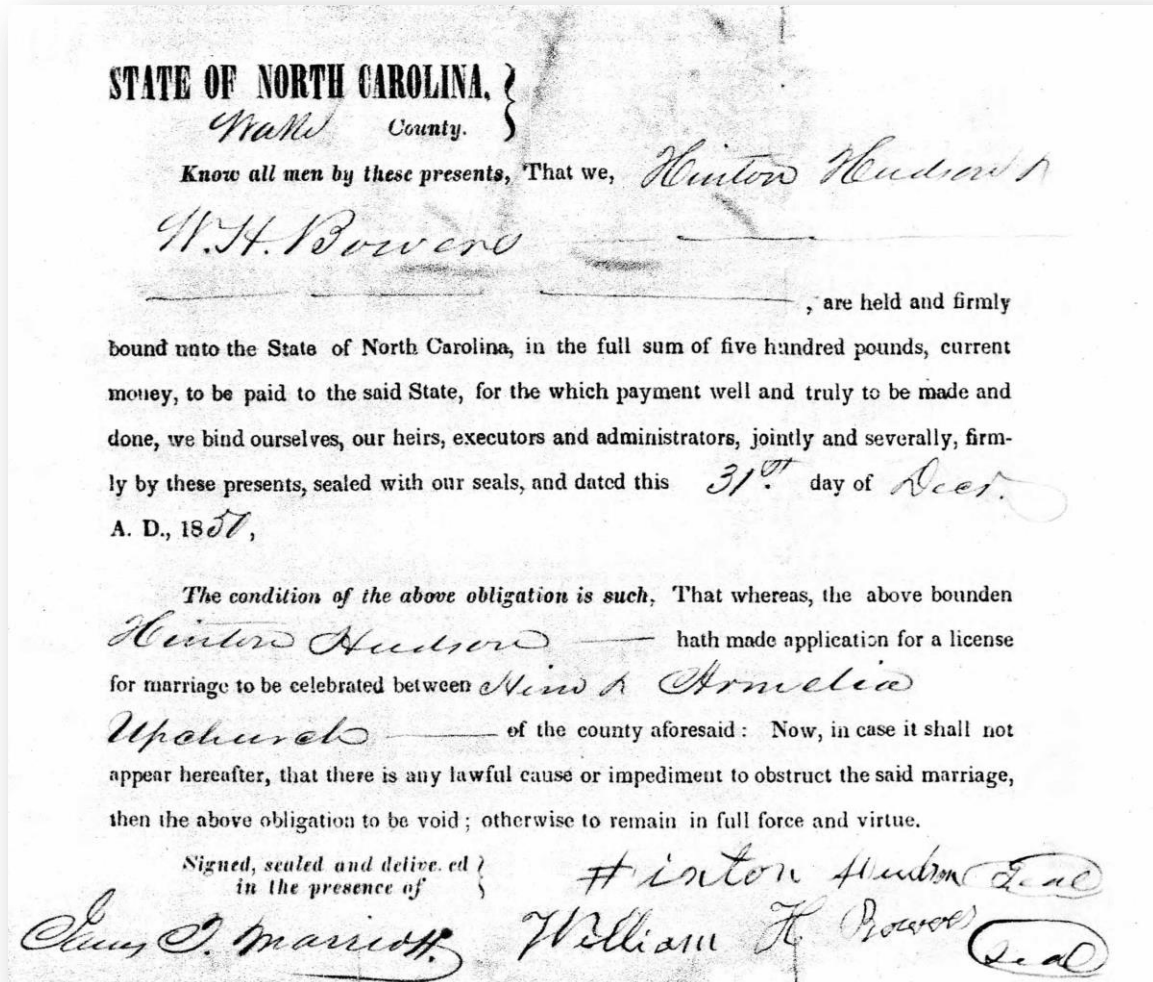 STATE OF NORTH CAROLINA,
Wake County.
Know all men by these presents, That we, Hinton Hudson &
W. H. Bowers
, are held and firmly
bound unto the State of North Carolina, in the full sum of five hundred pounds, current
money, to be paid to the said State, for the which payment well and truly to be made and
done, we bind ourselves, our heirs, executors and administrators, jointly and severally, firm-
ly by these presents, sealed with our seals, and dated this 31st. day of Decr.
A. D., 185
The condition of the above obligation is such, That whereas, the above bounden
Hinton Hudson hath made application for a license
for marriage to be celebrated between Him & Armelia
Upchurch of the county aforesaid : Now, in case it shall not
appear hereafter, that there is any lawful cause or impediment to obstruct the said marriage,
then the above obligation to be void ; otherwise to remain in full force and virtue.
Signed, sealed and delive.ed
in the presence of
Hinton Hudson Seal
Marriott. William H Seal